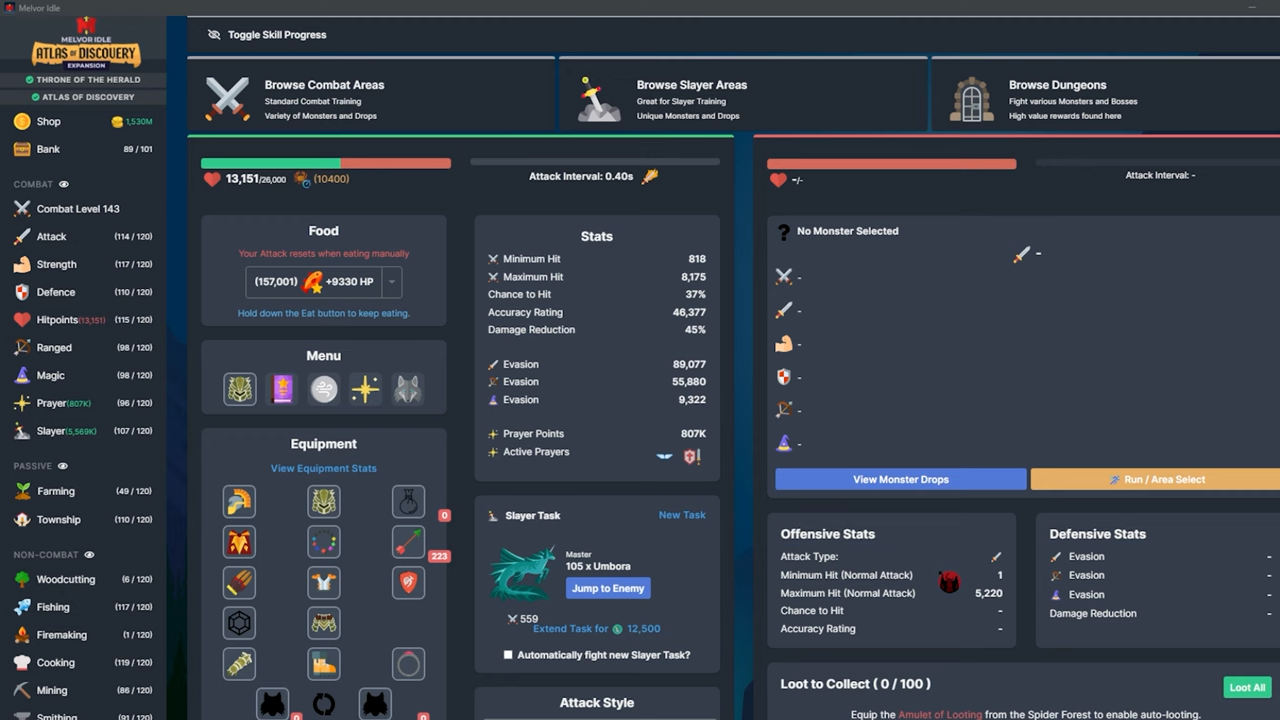 Melvor Idle
MELVOR IDLE
ATLAS OF DISCOVERY
EXPANSION
THRONE OF THE HERALD
ATLAS OF DISCOVERY
Shop 1,530M
Bank 89 / 101
COMBAT
Combat Level 143
Attack (114 / 120)
Strength (117 / 120)
Defence (110 / 120)
Hitpoints(13,151) (115 / 120)
Ranged (98 / 120)
Magic (98 / 120)
Prayer(807K) (96 / 120)
Slayer(5,569K) (107 / 120)
PASSIVE
Farming (49 / 120)
Township (110 / 120)
NON-COMBAT
Woodcutting (6 / 120)
Fishing (117 / 120)
Firemaking (1 / 120)
Cooking (119 / 120)
Mining (86 / 120)
Smithing (91 / 120)
Toggle Skill Progress
Browse Combat Areas
Standard Combat Training
Variety of Monsters and Drops
Browse Slayer Areas
Great for Slayer Training
Unique Monsters and Drops
Browse Dungeons
Fight various Monsters and Bosses
High value rewards found here
13,151/26,000 (10400)
Attack Interval: 0.40s
Food
Your Attack resets when eating manually
(157,001) +9330 HP
Hold down the Eat button to keep eating.
Menu
Equipment
View Equipment Stats
0
223
0
0
Stats
Minimum Hit 818
Maximum Hit 8,175
Chance to Hit 37%
Accuracy Rating 46,377
Damage Reduction 45%
Evasion 89,077
Evasion 55,880
Evasion 9,322
Prayer Points 807K
Active Prayers
Slayer Task New Task
Master
105 x Umbora
Jump to Enemy
559
Extend Task for 12,500
Automatically fight new Slayer Task?
Attack Style
-/-
Attack Interval: -
? No Monster Selected
-
-
-
-
-
-
-
View Monster Drops
Run / Area Select
Offensive Stats
Attack Type:
Minimum Hit (Normal Attack) 1
Maximum Hit (Normal Attack) 5,220
Chance to Hit -
Accuracy Rating -
Defensive Stats
Evasion -
Evasion -
Evasion -
Damage Reduction -
Loot to Collect ( 0 / 100 )
Loot All
Equip the Amulet of Looting from the Spider Forest to enable auto-looting.